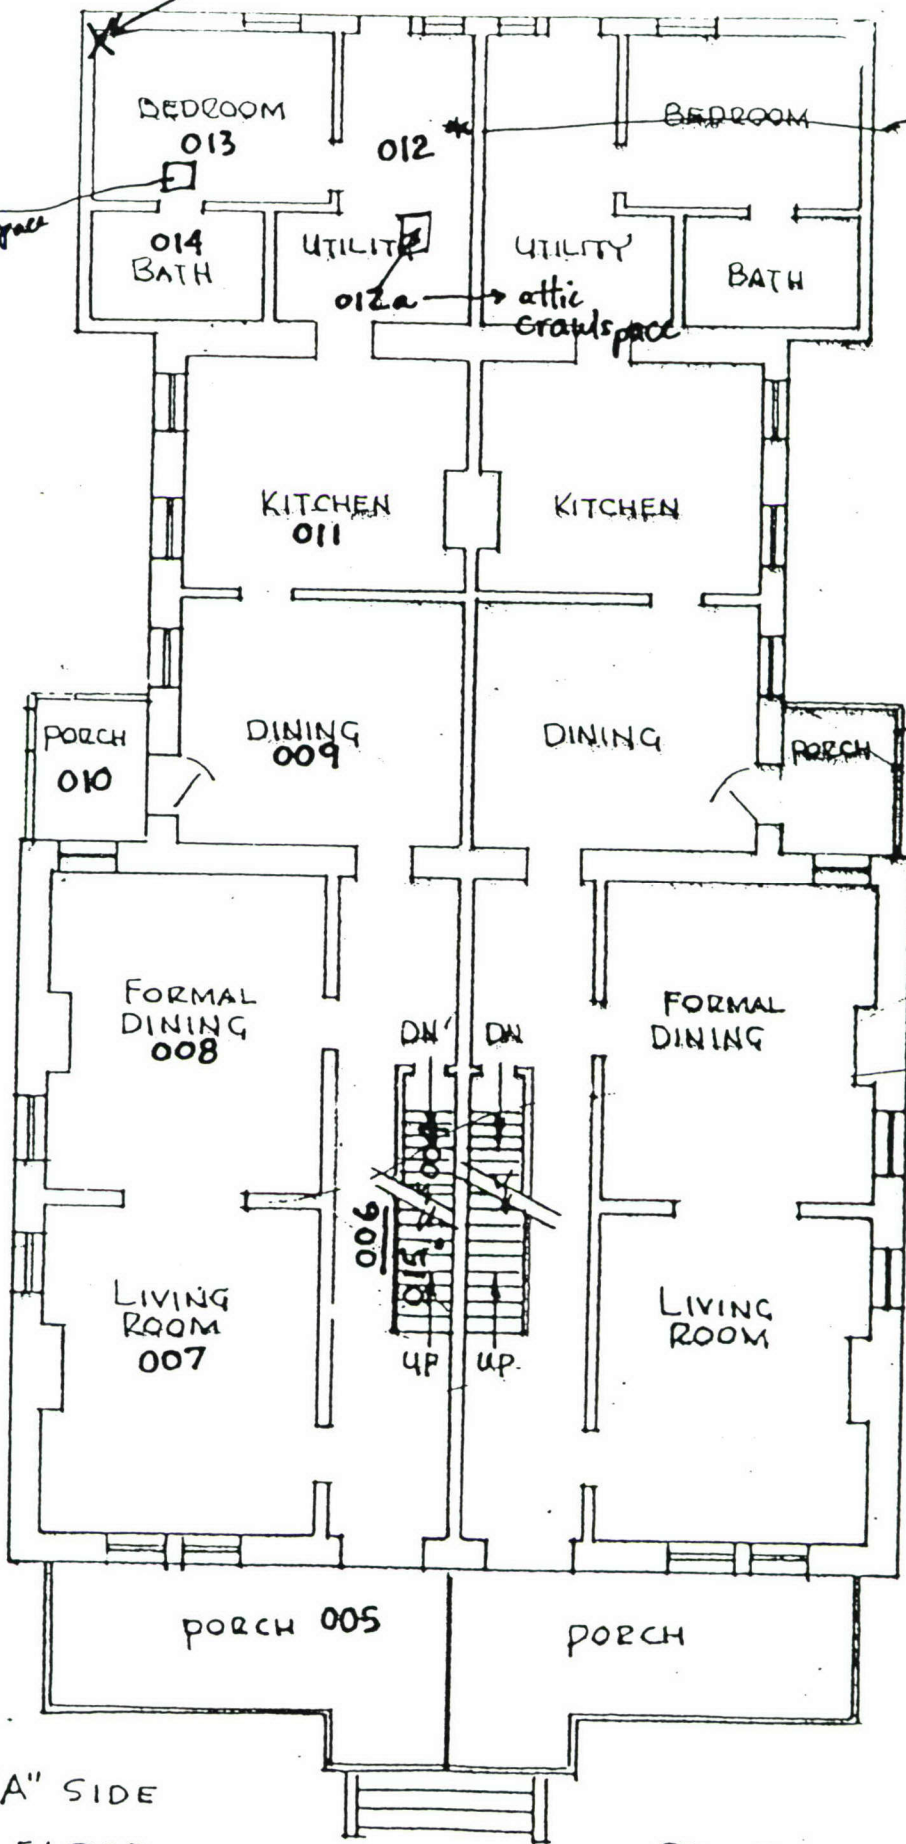 BEDROOM
013
012
BEDROOM
014
BATH
UTILITY
UTILITY
BATH
012a
attic
crawlspace
KITCHEN
011
KITCHEN
PORCH
010
DINING
009
DINING
PORCH
FORMAL
DINING
008
FORMAL
DINING
DN
DN
006
015
004
LIVING
ROOM
007
LIVING
ROOM
UP
UP
PORCH 005
PORCH
A" SIDE